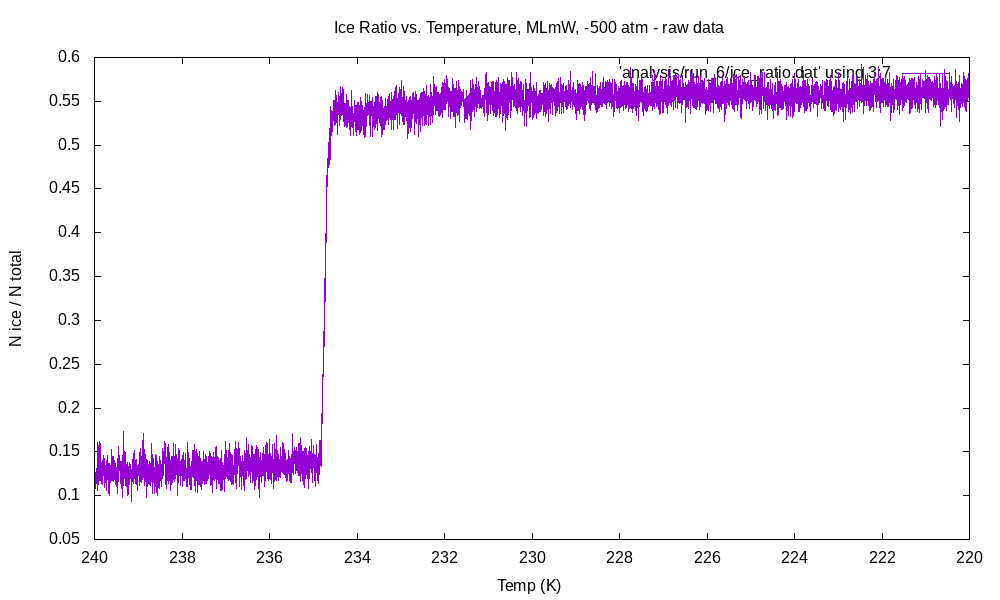 Ice Ratio vs. Temperature, MLmW, -500 atm - raw data
'analysis/run_6/ice_ratio.dat' using 3:7
0.6
0.55
0.5
0.45
0.4
0.35
0.3
0.25
0.2
0.15
0.1
0.05
N ice / N total
240 238 236 234 232 230 228 226 224 222 220
Temp (K)